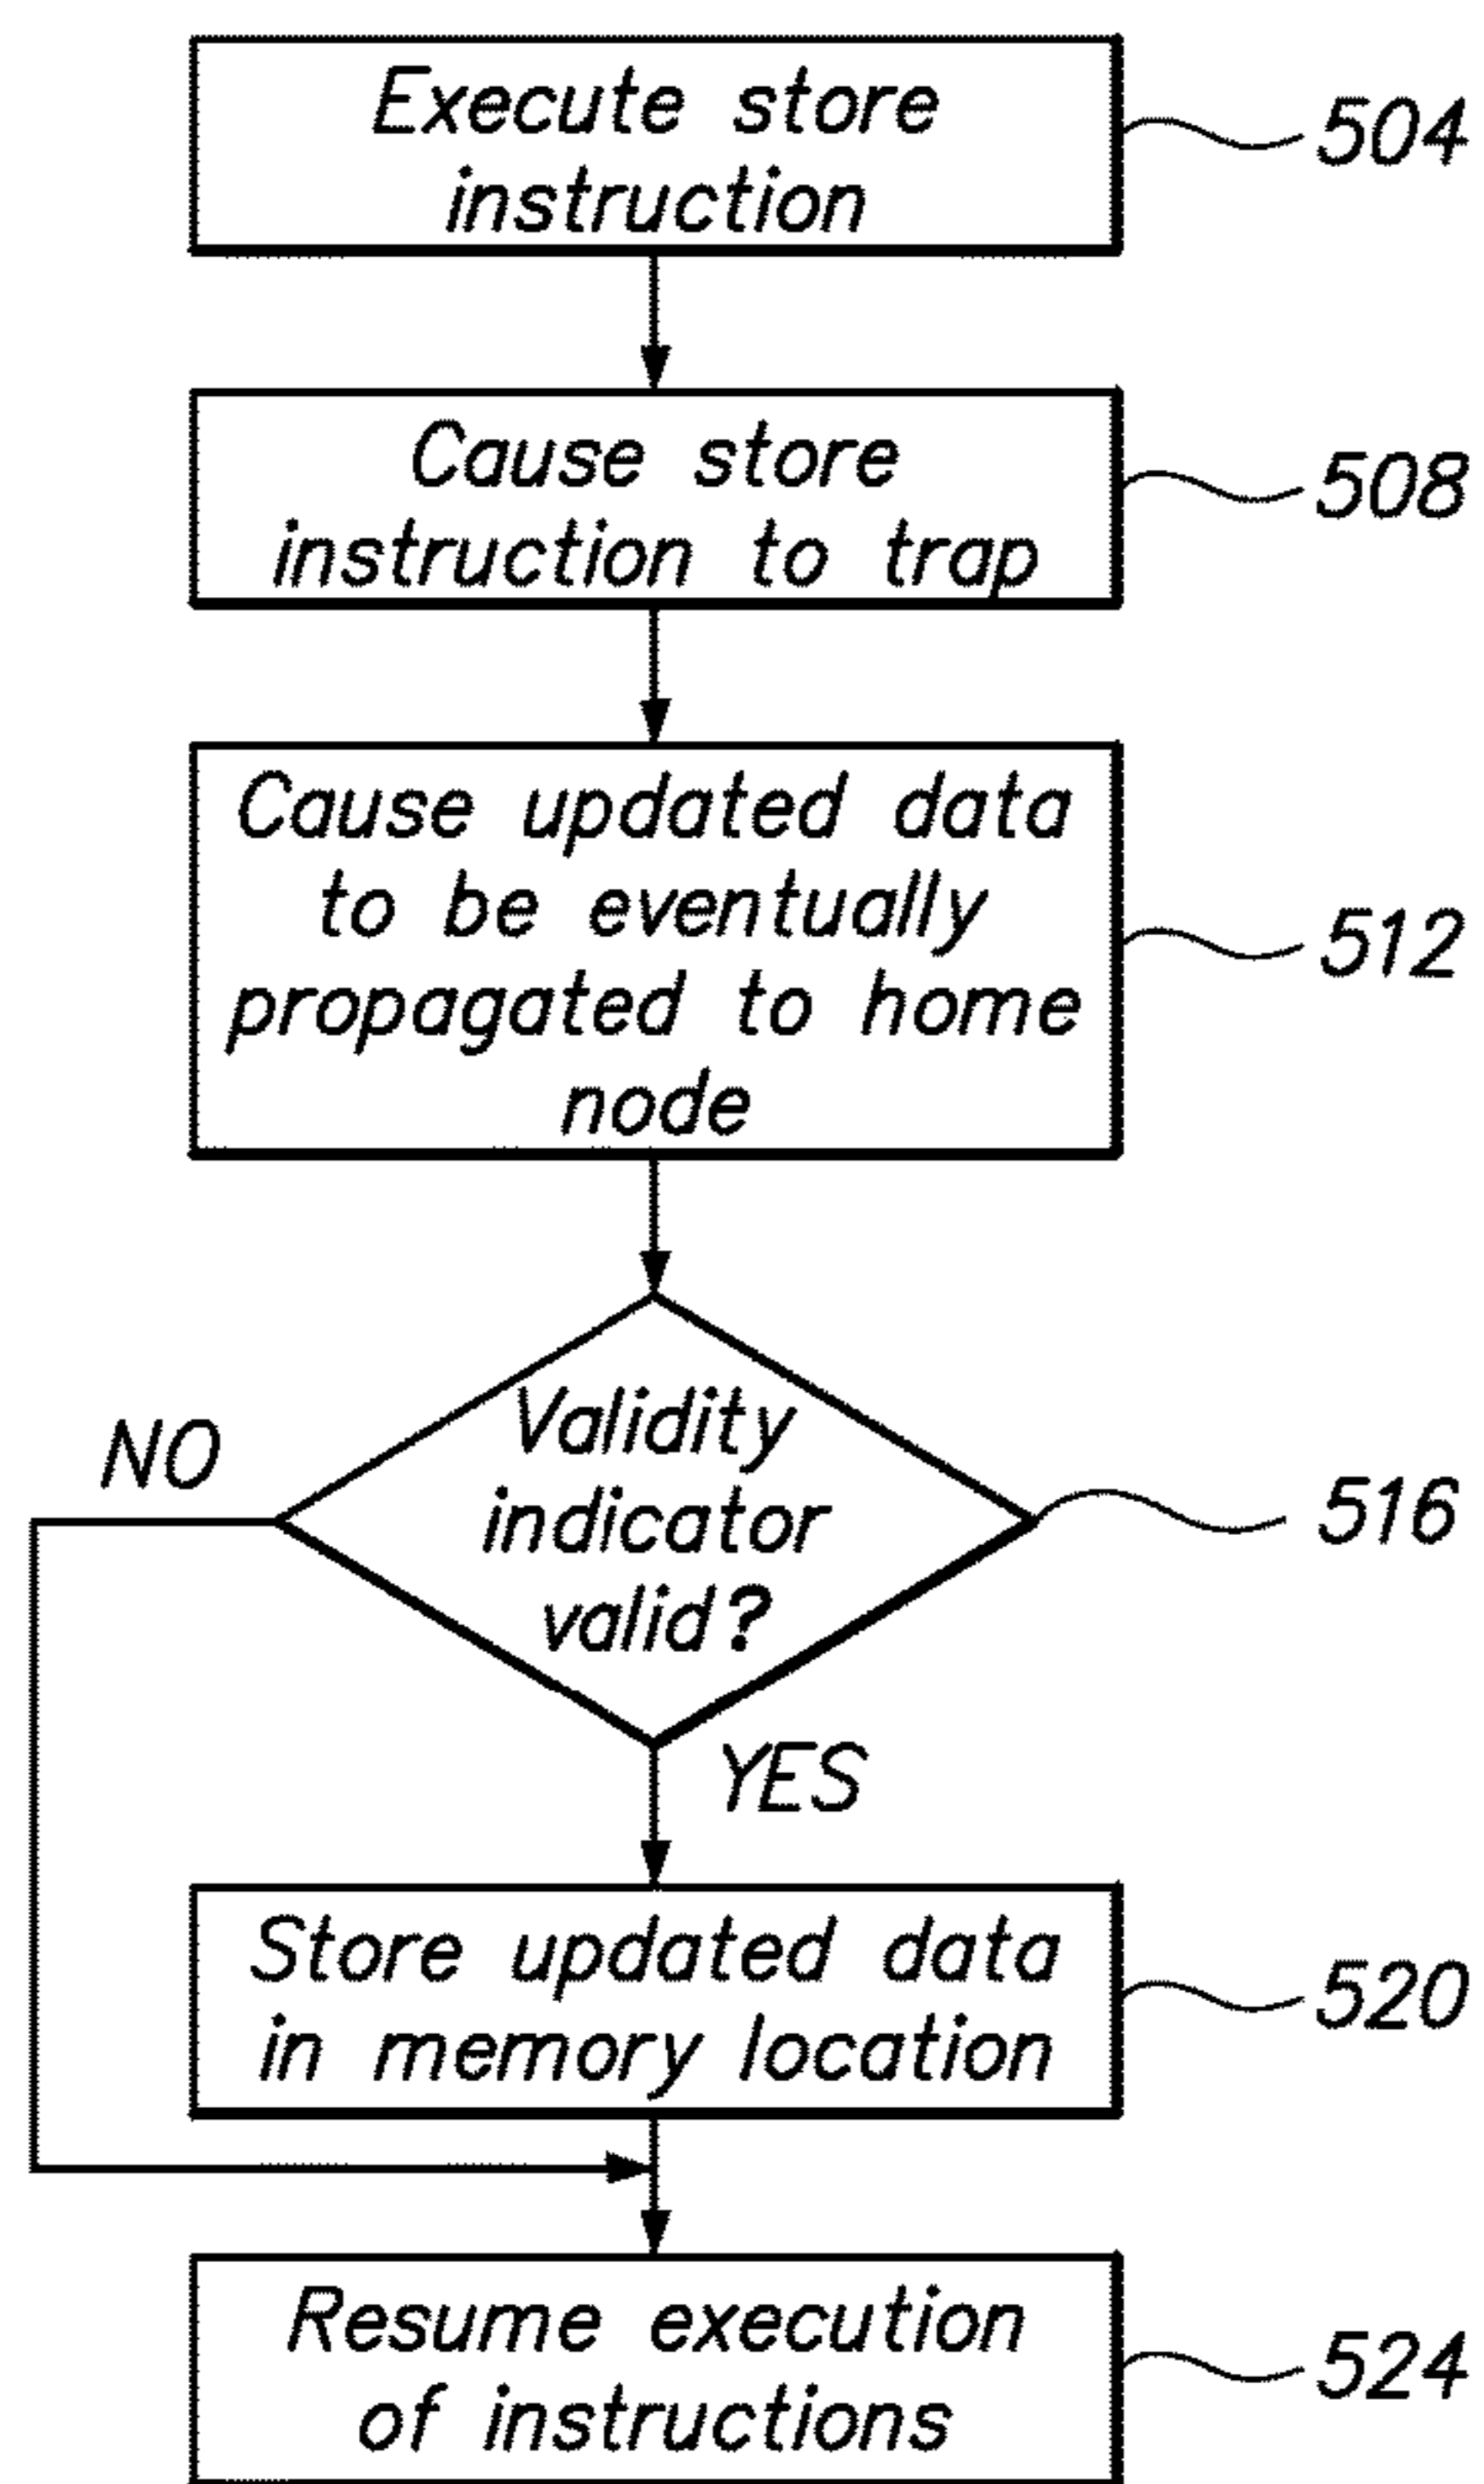 Execute store
instruction
504
Cause store
instruction to trap
508
Cause updated data
to be eventually
propagated to home
node
512
Validity
indicator
valid?
NO
516
YES
Store updated data
in memory location
520
Resume execution
of instructions
524